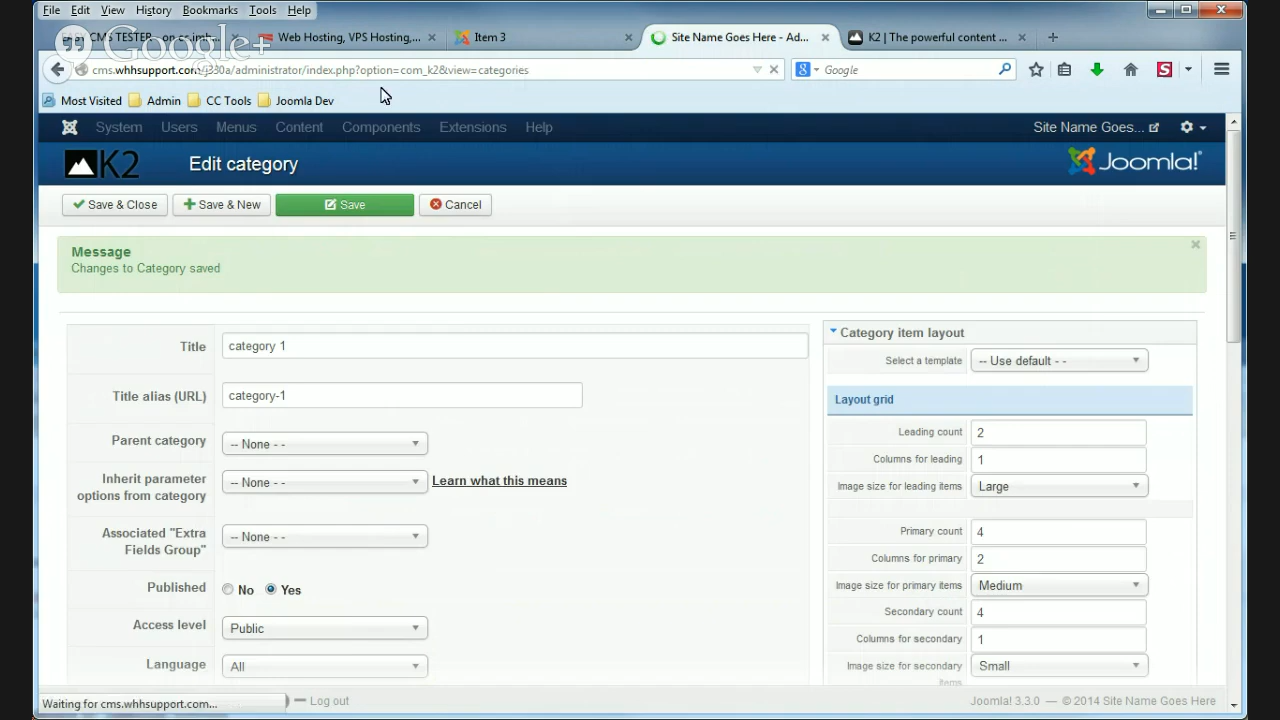 File Edit View History Bookmarks Tools Help
Google+
Web Hosting, VPS Hosting,...
Item 3
Site Name Goes Here - Ad...
K2 | The powerful content ...
cms.whhsupport.com/j330a/administrator/index.php?option=com_k2&view=categories
Google
Most Visited Admin CC Tools Joomla Dev
System Users Menus Content Components Extensions Help
Site Name Goes...
K2 Edit category
Joomla!
Save & Close Save & New Save Cancel
Message
Changes to Category saved
Title category 1
Title alias (URL) category-1
Parent category -- None - -
Inherit parameter options from category -- None - - Learn what this means
Associated "Extra Fields Group" -- None - -
Published No Yes
Access level Public
Language All
Category item layout
Select a template -- Use default - -
Layout grid
Leading count 2
Columns for leading 1
Image size for leading items Large
Primary count 4
Columns for primary 2
Image size for primary items Medium
Secondary count 4
Columns for secondary 1
Image size for secondary items Small
Waiting for cms.whhsupport.com...
Log out
Joomla! 3.3.0 — © 2014 Site Name Goes Here